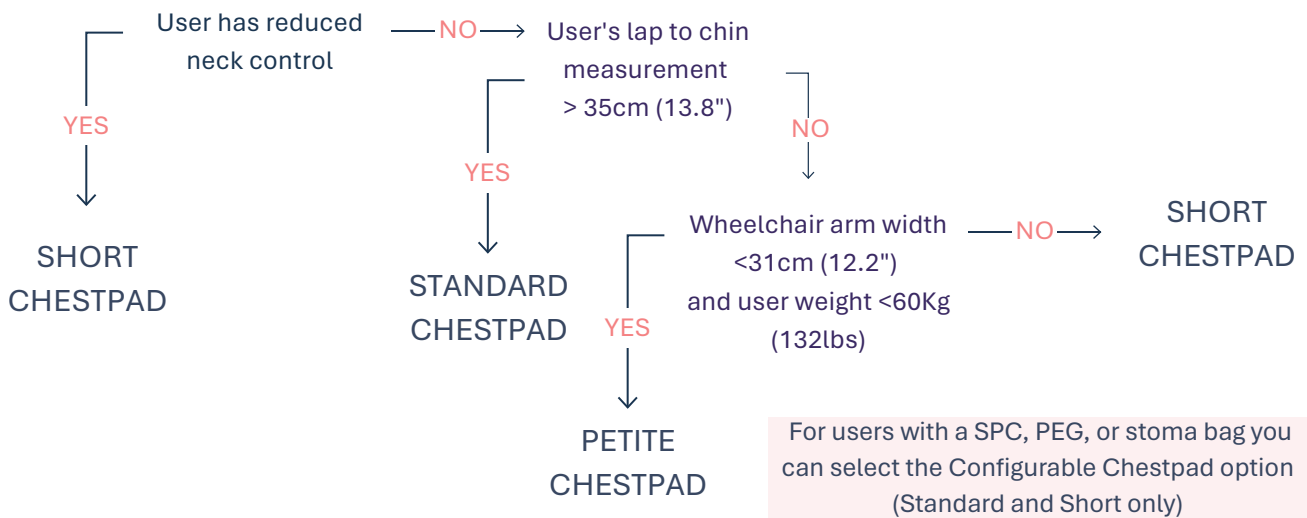 User has reduced
neck control
NO
User's lap to chin
measurement
> 35cm (13.8")
YES
NO
YES
SHORT
CHESTPAD
STANDARD
CHESTPAD
Wheelchair arm width
<31cm (12.2")
and user weight <60Kg
(132lbs)
NO
SHORT
CHESTPAD
YES
PETITE
CHESTPAD
For users with a SPC, PEG, or stoma bag you
can select the Configurable Chestpad option
(Standard and Short only)